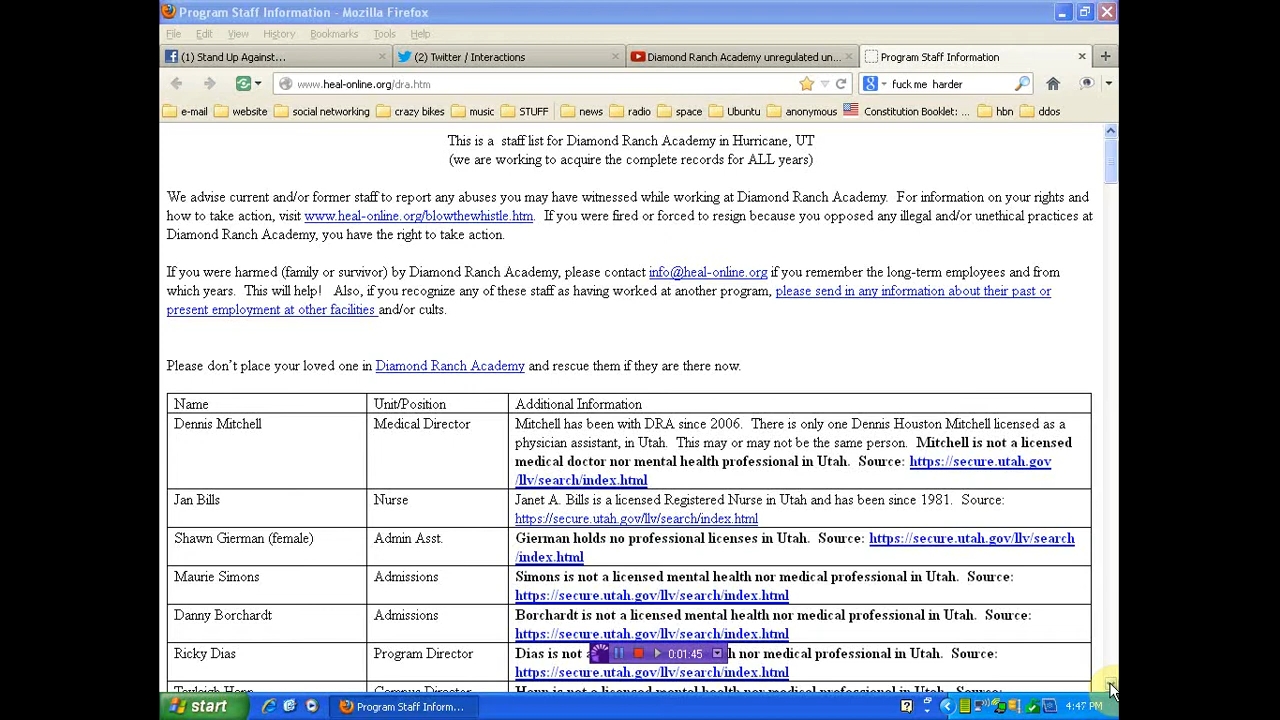 Program Staff Information - Mozilla Firefox
File Edit View History Bookmarks Tools Help
(1) Stand Up Against... (2) Twitter / Interactions Diamond Ranch Academy unregulated un... Program Staff Information
www.heal-online.org/dra.htm fuck me harder
e-mail website social networking crazy bikes music STUFF news radio space Ubuntu anonymous Constitution Booklet: ... hbn ddos
This is a staff list for Diamond Ranch Academy in Hurricane, UT
(we are working to acquire the complete records for ALL years)
We advise current and/or former staff to report any abuses you may have witnessed while working at Diamond Ranch Academy. For information on your rights and
how to take action, visit www.heal-online.org/blowthewhistle.htm. If you were fired or forced to resign because you opposed any illegal and/or unethical practices at
Diamond Ranch Academy, you have the right to take action.
If you were harmed (family or survivor) by Diamond Ranch Academy, please contact info@heal-online.org if you remember the long-term employees and from
which years. This will help! Also, if you recognize any of these staff as having worked at another program, please send in any information about their past or
present employment at other facilities and/or cults.
Please don't place your loved one in Diamond Ranch Academy and rescue them if they are there now.
Name Unit/Position Additional Information
Dennis Mitchell Medical Director Mitchell has been with DRA since 2006. There is only one Dennis Houston Mitchell licensed as a
physician assistant, in Utah. This may or may not be the same person. Mitchell is not a licensed
medical doctor nor mental health professional in Utah. Source: https://secure.utah.gov
/llv/search/index.html
Jan Bills Nurse Janet A. Bills is a licensed Registered Nurse in Utah and has been since 1981. Source:
https://secure.utah.gov/llv/search/index.html
Shawn Gierman (female) Admin Asst. Gierman holds no professional licenses in Utah. Source: https://secure.utah.gov/llv/search
/index.html
Maurie Simons Admissions Simons is not a licensed mental health nor medical professional in Utah. Source:
https://secure.utah.gov/llv/search/index.html
Danny Borchardt Admissions Borchardt is not a licensed mental health nor medical professional in Utah. Source:
https://secure.utah.gov/llv/search/index.html
Ricky Dias Program Director Dias is not a 0:01:45 h nor medical professional in Utah. Source:
https://secure.utah.gov/llv/search/index.html
start Program Staff Inform... 4:47 PM